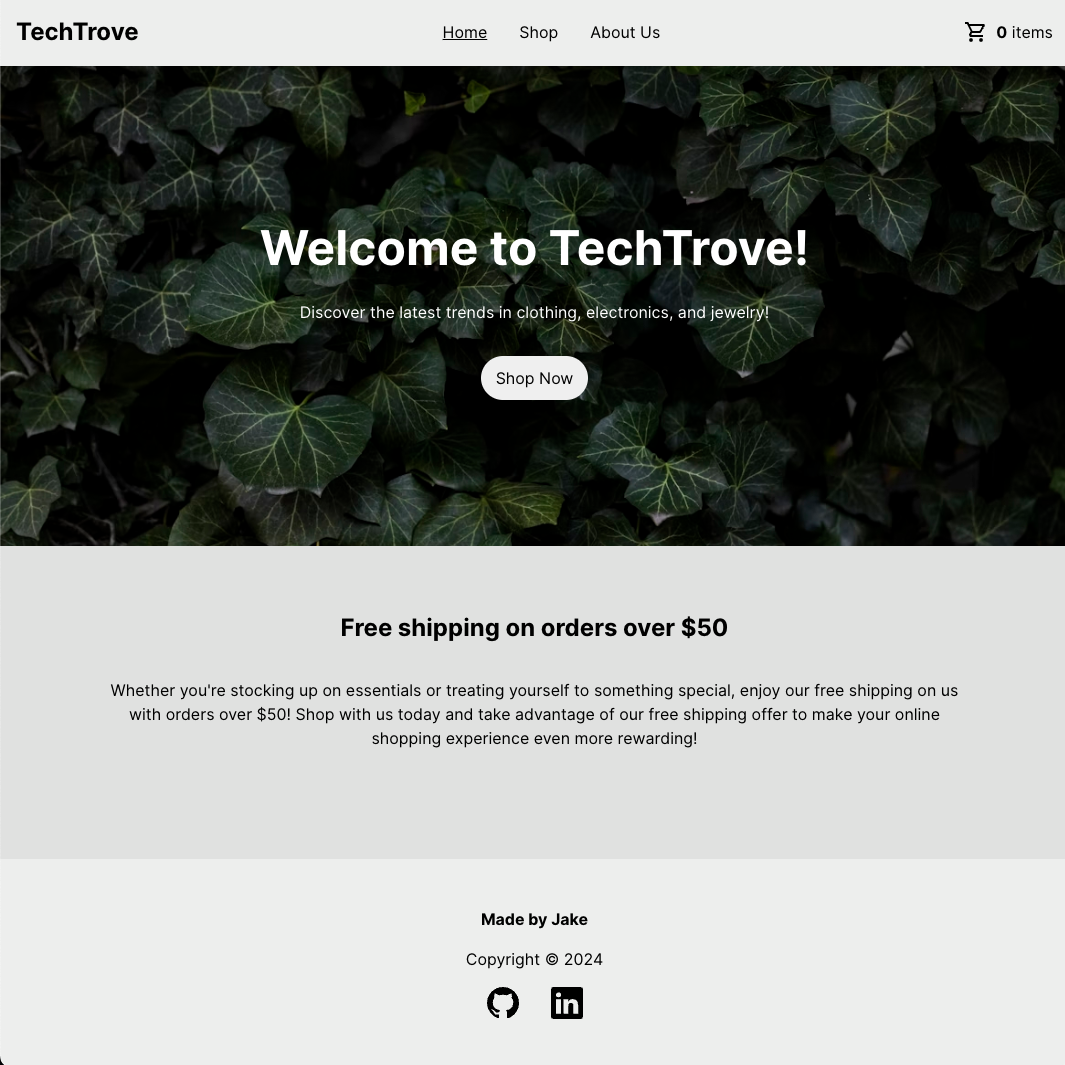 TechTrove
Home Shop About Us
0 items
Welcome to TechTrove!
Discover the latest trends in clothing, electronics, and jewelry!
Shop Now
Free shipping on orders over $50
Whether you're stocking up on essentials or treating yourself to something special, enjoy our free shipping on us
with orders over $50! Shop with us today and take advantage of our free shipping offer to make your online
shopping experience even more rewarding!
Made by Jake
Copyright © 2024
in